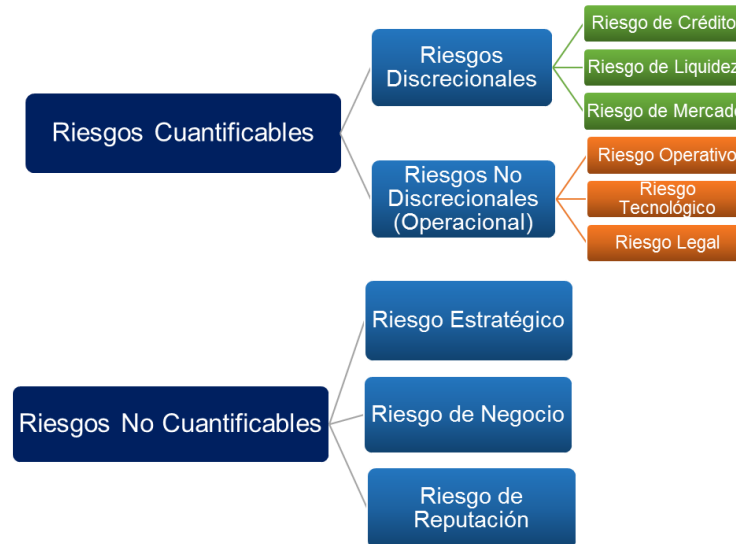 Riesgos Cuantificables
Riesgos
Discrecionales
Riesgo de Crédito
Riesgo de Liquidez
Riesgo de Mercado
Riesgos No
Discrecionales
(Operacional)
Riesgo Operativo
Riesgo
Tecnológico
Riesgo Legal
Riesgos No Cuantificables
Riesgo Estratégico
Riesgo de Negocio
Riesgo de
Reputación